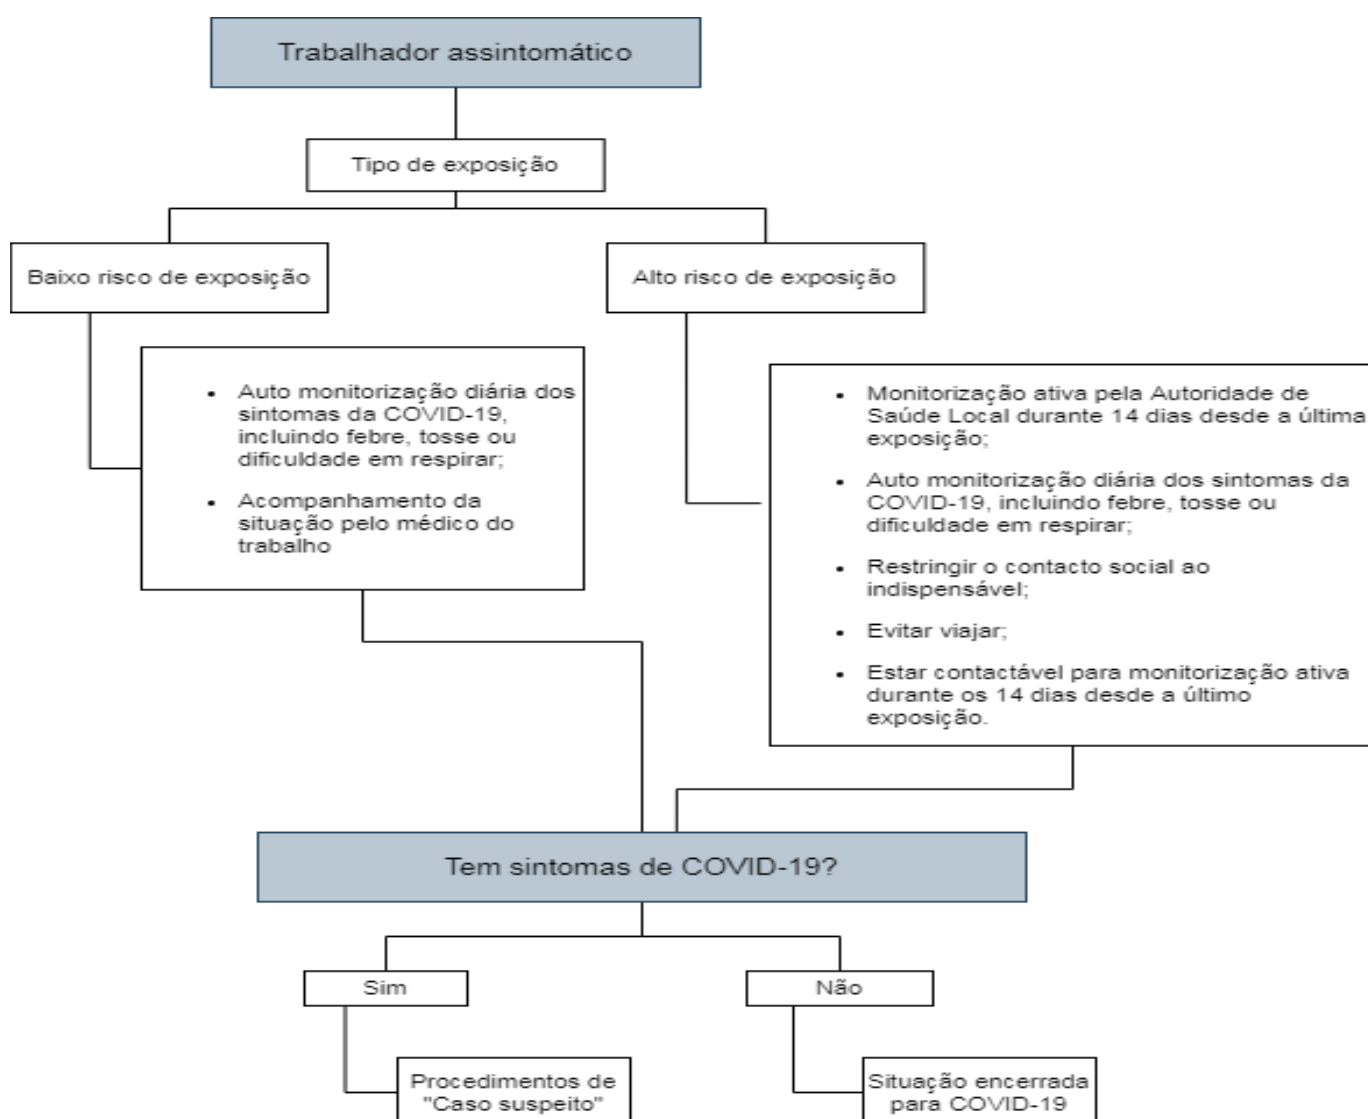 Trabalhador assintomático
Tipo de exposição
Baixo risco de exposição
Alto risco de exposição
• Auto monitorização diária dos
sintomas da COVID-19,
incluindo febre, tosse ou
dificuldade em respirar;
• Acompanhamento da
situação pelo médico do
trabalho
• Monitorização ativa pela Autoridade de
Saúde Local durante 14 dias desde a última
exposição;
• Auto monitorização diária dos sintomas da
COVID-19, incluindo febre, tosse ou
dificuldade em respirar;
• Restringir o contacto social ao
indispensável;
• Evitar viajar;
• Estar contactável para monitorização ativa
durante os 14 dias desde a último
exposição.
Tem sintomas de COVID-19?
Sim
Não
Procedimentos de
"Caso suspeito"
Situação encerrada
para COVID-19